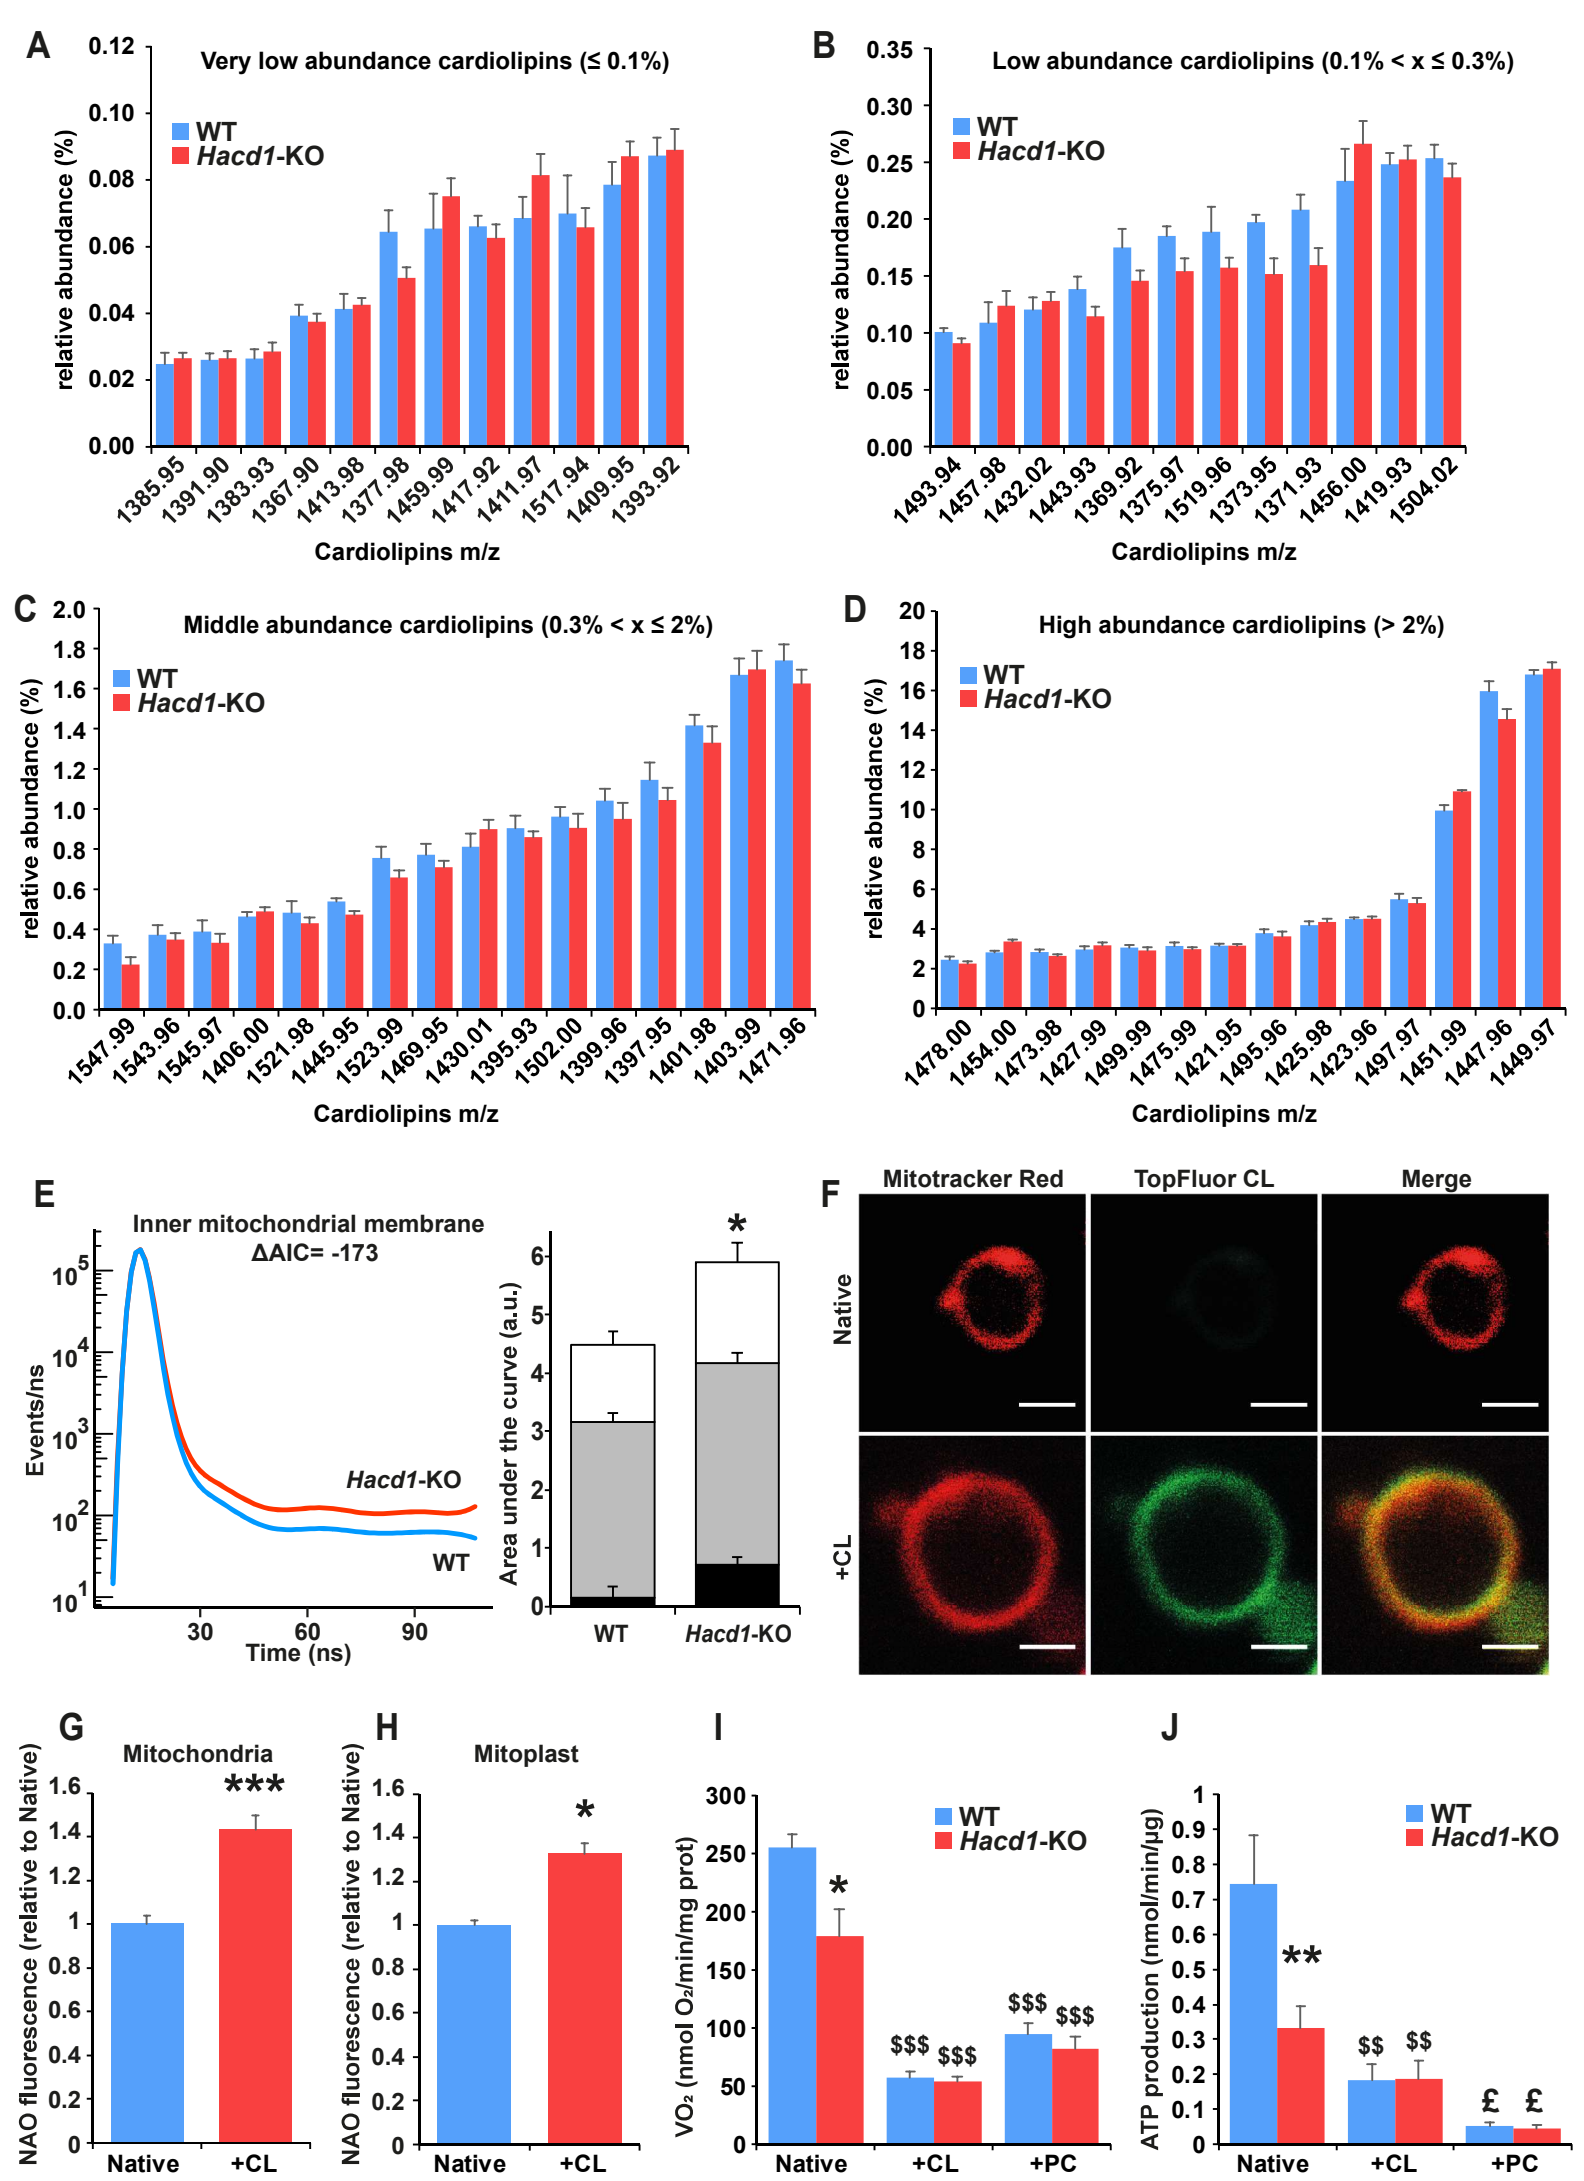 A
Very low abundance cardiolipins (≤ 0.1%)
WT
Hacd1-KO
relative abundance (%)
0.12
0.10
0.08
0.06
0.04
0.02
0.00
1385.95
1391.90
1383.93
1367.90
1413.98
1377.98
1459.99
1417.92
1411.97
1517.94
1409.95
1393.92
Cardiolipins m/z
B
Low abundance cardiolipins (0.1% < x ≤ 0.3%)
WT
Hacd1-KO
relative abundance (%)
0.35
0.30
0.25
0.20
0.15
0.10
0.05
0.00
1493.94
1457.98
1432.02
1443.93
1369.92
1375.97
1519.96
1373.95
1371.93
1456.00
1419.93
1504.02
Cardiolipins m/z
C
Middle abundance cardiolipins (0.3% < x ≤ 2%)
WT
Hacd1-KO
relative abundance (%)
2.0
1.8
1.6
1.4
1.2
1.0
0.8
0.6
0.4
0.2
0.0
1547.99
1543.96
1545.97
1406.00
1521.98
1445.95
1523.99
1469.95
1430.01
1395.93
1502.00
1399.96
1397.95
1401.98
1403.99
1471.96
Cardiolipins m/z
D
High abundance cardiolipins (> 2%)
WT
Hacd1-KO
relative abundance (%)
20
18
16
14
12
10
8
6
4
2
0
1478.00
1454.00
1473.98
1427.99
1499.99
1475.99
1421.95
1495.96
1425.98
1423.96
1497.97
1451.99
1447.96
1449.97
Cardiolipins m/z
E
Inner mitochondrial membrane
ΔAIC= -173
Events/ns
10⁵
10⁴
10³
10²
10¹
Hacd1-KO
WT
30
60
90
Time (ns)
Area under the curve (a.u.)
6
5
4
3
2
1
0
*
WT
Hacd1-KO
F
Mitotracker Red
TopFluor CL
Merge
Native
+CL
G
Mitochondria
NAO fluorescence (relative to Native)
1.6
1.4
1.2
1
0.8
0.6
0.4
0.2
0
***
Native
+CL
H
Mitoplast
NAO fluorescence (relative to Native)
1.6
1.4
1.2
1
0.8
0.6
0.4
0.2
0
*
Native
+CL
I
WT
Hacd1-KO
VO₂ (nmol O₂/min/mg prot)
300
250
200
150
100
50
0
*
$$$
$$$
$$$
$$$
Native
+CL
+PC
J
WT
Hacd1-KO
ATP production (nmol/min/µg)
1
0.9
0.8
0.7
0.6
0.5
0.4
0.3
0.2
0.1
0
**
$$
$$
£
£
Native
+CL
+PC